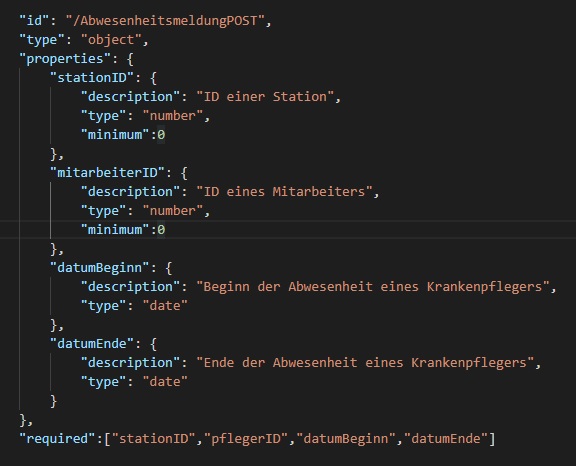 "id": "/AbwesenheitsmeldungPOST",
"type": "object",
"properties": {
"stationID": {
"description": "ID einer Station",
"type": "number",
"minimum":0
},
"mitarbeiterID": {
"description": "ID eines Mitarbeiters",
"type": "number",
"minimum":0
},
"datumBeginn": {
"description": "Beginn der Abwesenheit eines Krankenpflegers",
"type": "date"
},
"datumEnde": {
"description": "Ende der Abwesenheit eines Krankenpflegers",
"type": "date"
}
},
"required":["stationID","pflegerID","datumBeginn","datumEnde"]